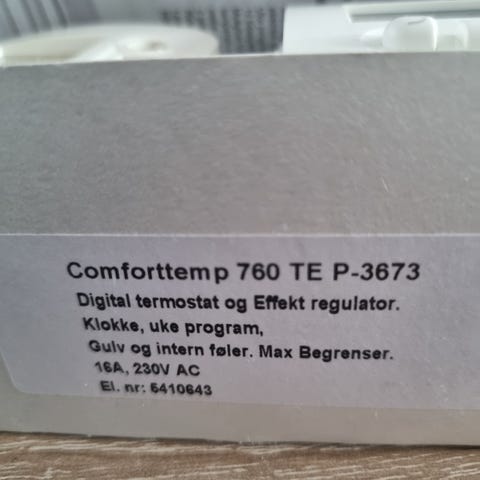 Comforttemp 760 TE P-3673
Digital termostat og Effekt regulator.
Klokke, uke program,
Gulv og intern føler. Max Begrenser.
16A, 230V AC
El. nr: 5410643